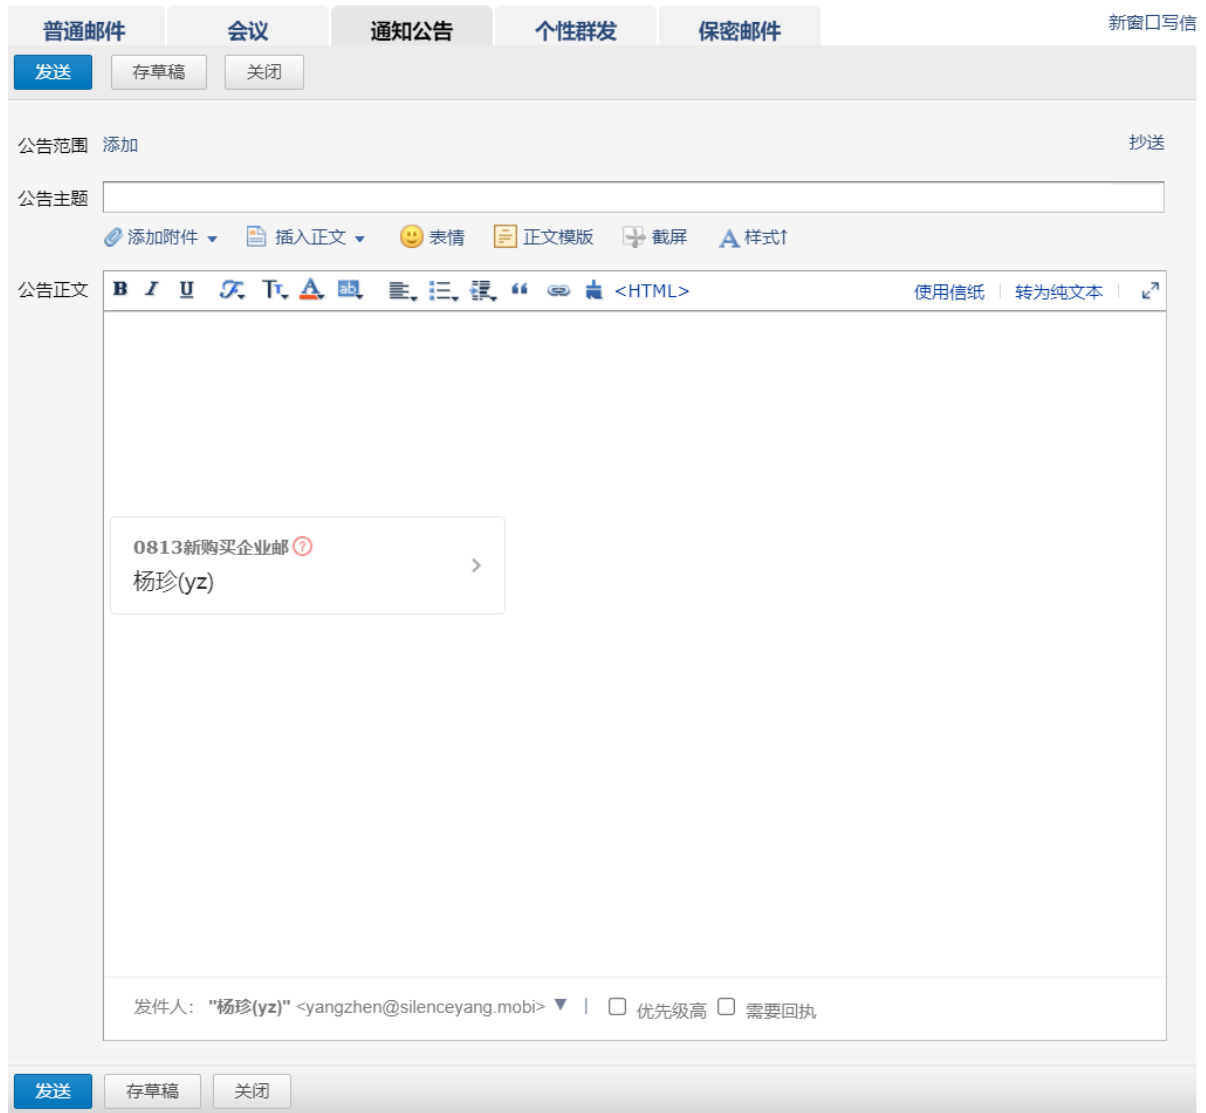 普通邮件 会议 通知公告 个性群发 保密邮件 新窗口写信
发送 存草稿 关闭
公告范围 添加 抄送
公告主题
添加附件 插入正文 表情 正文模版 截屏 样式↑
公告正文 B I U <HTML> 使用信纸 转为纯文本
0813新购买企业邮
杨珍(yz)
发件人： "杨珍(yz)" <yangzhen@silenceyang.mobi> 优先级高 需要回执
发送 存草稿 关闭